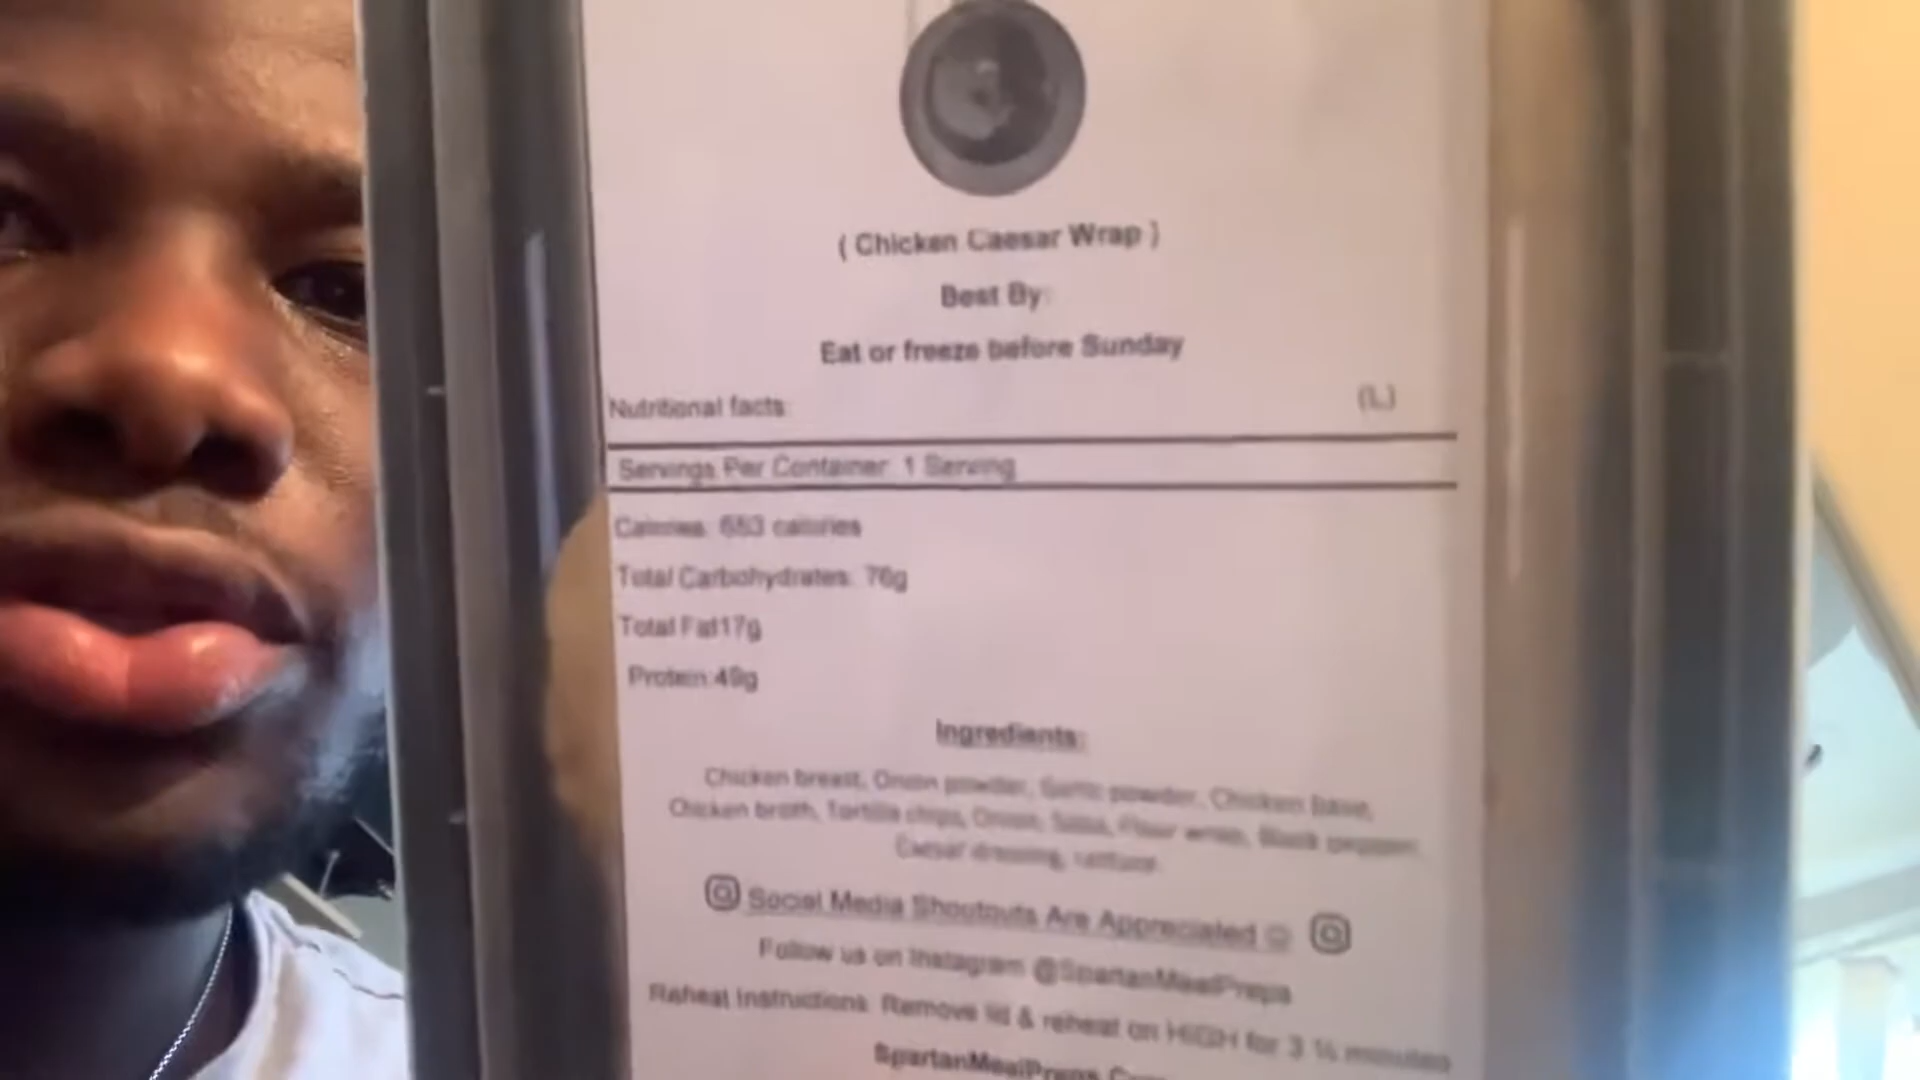 ( Chicken Caesar Wrap )
Best By:
Eat or freeze before Sunday
Nutritional facts: (L)
Servings Per Container: 1 Serving
Calories: 653 calories
Total Carbohydrates: 76g
Total Fat17g
Protein:49g
Ingredients:
Chicken breast, Onion powder, Garlic powder, Chicken Base,
Chicken broth, Tortilla chips, Onion, Flour wrap, Black pepper,
Caesar dressing, Lettuce.
Social Media Shoutouts Are Appreciated ☺
Follow us on Instagram @SpartanMealPreps
Reheat Instructions: Remove lid & reheat on HIGH for 3 ½ minutes
SpartanMealPreps